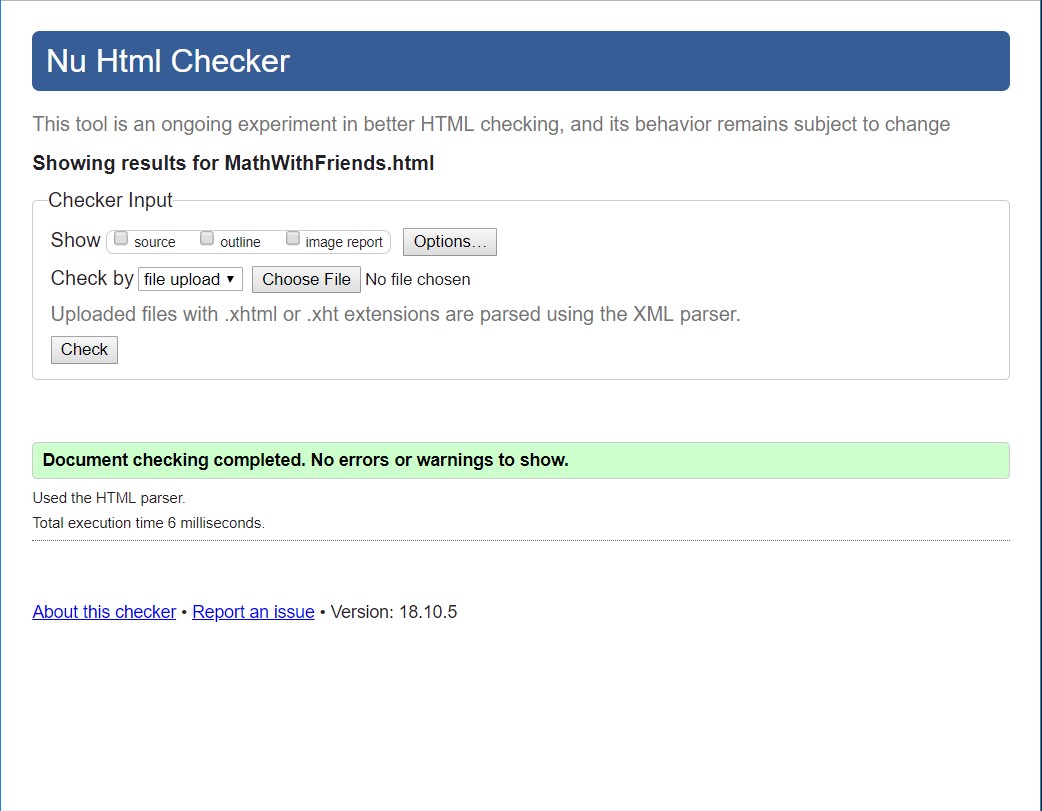 Nu Html Checker
This tool is an ongoing experiment in better HTML checking, and its behavior remains subject to change
Showing results for MathWithFriends.html
Checker Input
Show source outline image report Options...
Check by file upload Choose File No file chosen
Uploaded files with .xhtml or .xht extensions are parsed using the XML parser.
Check
Document checking completed. No errors or warnings to show.
Used the HTML parser.
Total execution time 6 milliseconds.
About this checker • Report an issue • Version: 18.10.5